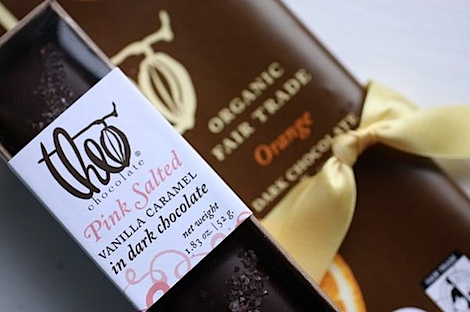 theo®
chocolate
Pink Salted
VANILLA CARAMEL
in dark chocolate
net weight
1.83 oz. | 52 g.
ORGANIC
FAIR TRADE
Orange
DARK CHOCOLATE